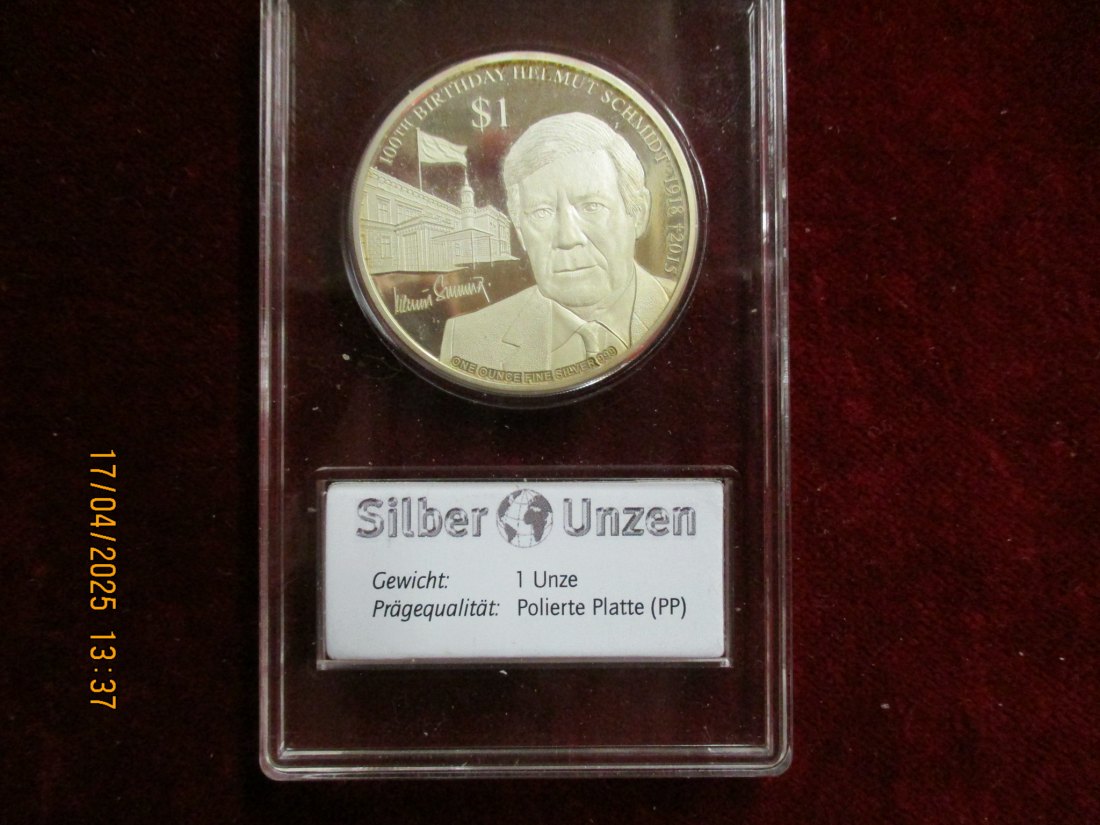 100TH BIRTHDAY HELMUT SCHMIDT *1918 †2015
$1
ONE OUNCE FINE SILVER 999
Silber Unzen
Gewicht: 1 Unze
Prägequalität: Polierte Platte (PP)
17/04/2025 13:37